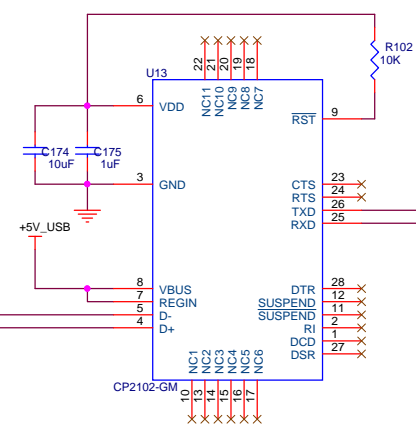 R102
10K
U13
22
21
20
19
18
NC11
NC10
NC9
NC8
NC7
6
VDD
9
RST
C174
10uF
C175
1uF
3
GND
CTS
23
RTS
24
TXD
26
RXD
25
+5V_USB
8
VBUS
7
REGIN
5
D-
4
D+
DTR
28
SUSPEND
12
SUSPEND
11
RI
2
DCD
1
DSR
27
NC1
NC2
NC3
NC4
NC5
NC6
CP2102-GM
10
13
14
15
16
17